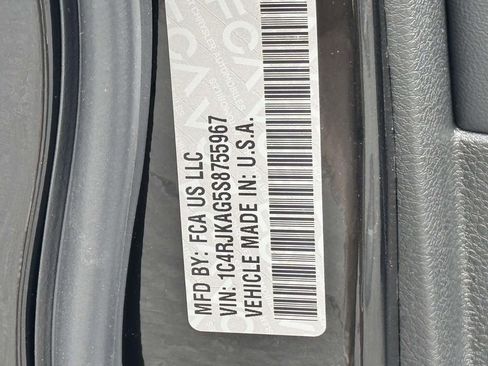 MFD BY: FCA US LLC
VIN: 1C4RJKAG5S8755967
VEHICLE MADE IN: U.S.A.